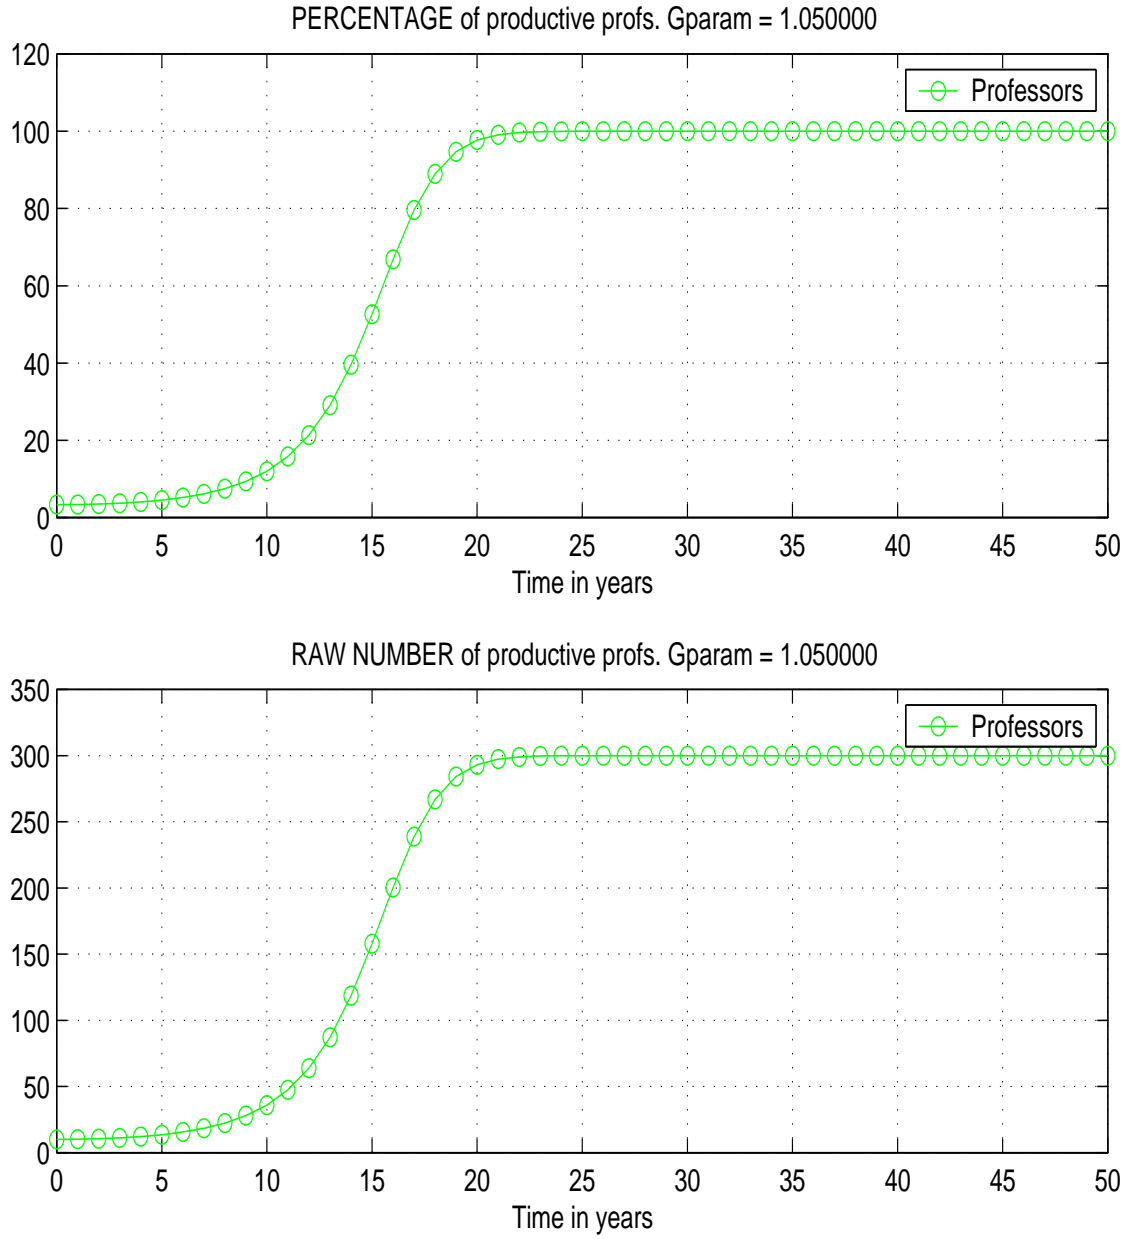 PERCENTAGE of productive profs. Gparam = 1.050000
120
100
80
60
40
20
0
Professors
0 5 10 15 20 25 30 35 40 45 50
Time in years
RAW NUMBER of productive profs. Gparam = 1.050000
350
300
250
200
150
100
50
0
Professors
0 5 10 15 20 25 30 35 40 45 50
Time in years